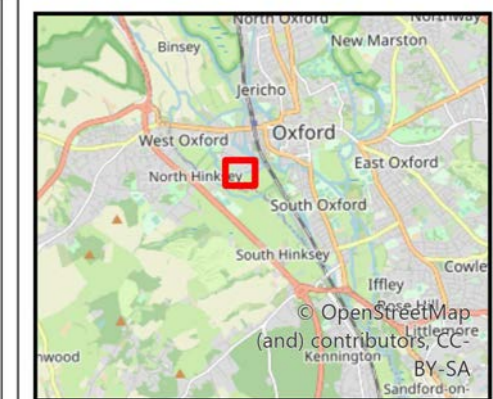 North Oxford
Northway
Binsey
New Marston
Jericho
Oxford
West Oxford
East Oxford
North Hinksey
South Oxford
South Hinksey
Cowle
Iffley
Rose Hill
© OpenStreetMap
Littlemore
(and) contributors, CC-
nwood
Kennington
BY-SA
Sandford-on-